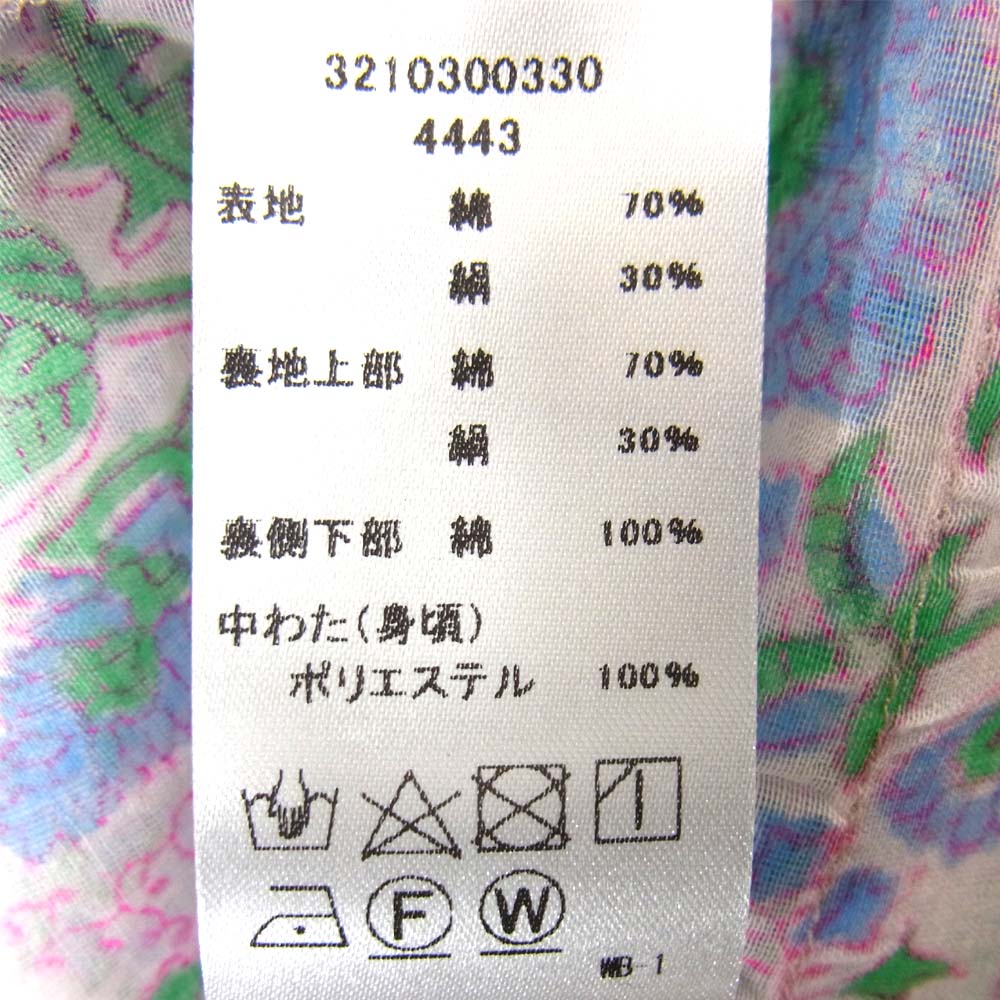 3210300330
4443
表地 綿 70%
絹 30%
裏地上部 綿 70%
絹 30%
裏側下部 綿 100%
中わた(身頃)
ポリエステル 100%
F W
WB-1